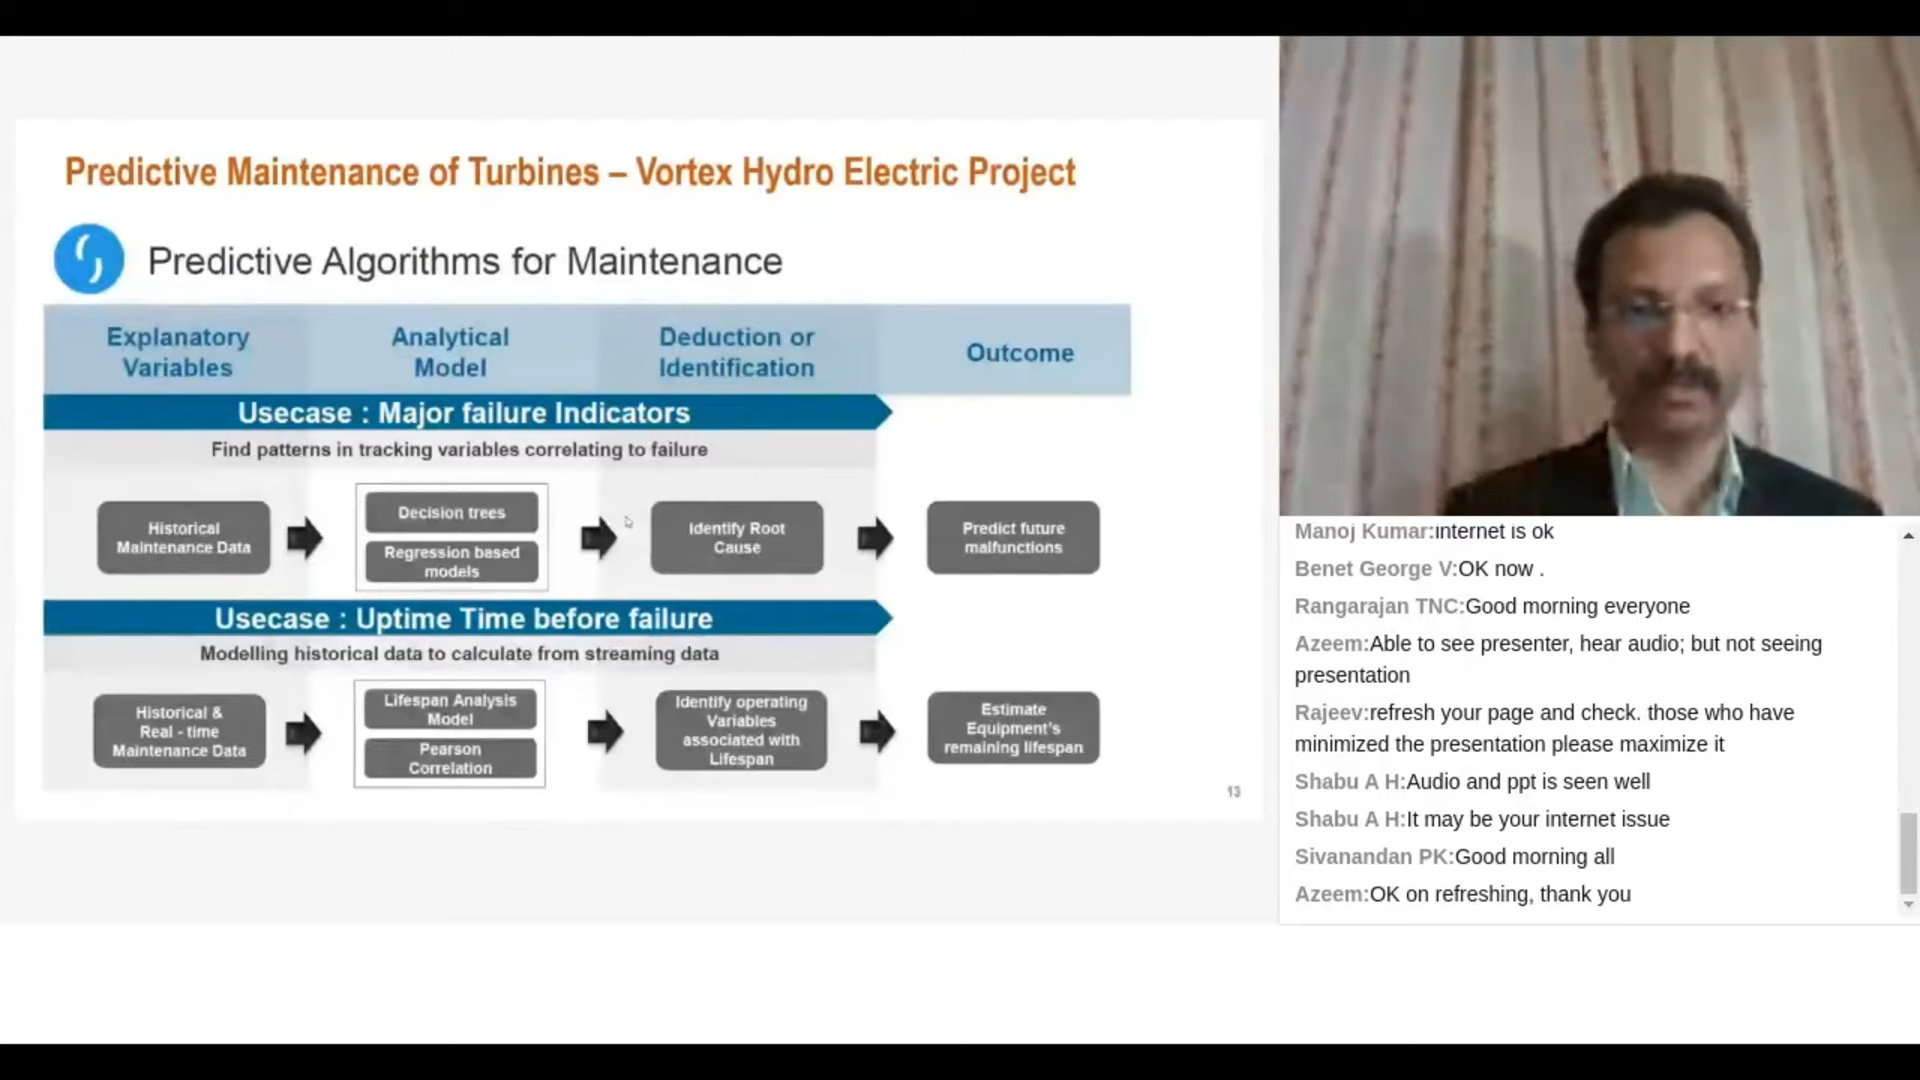 Predictive Maintenance of Turbines – Vortex Hydro Electric Project
Predictive Algorithms for Maintenance
Explanatory
Variables
Analytical
Model
Deduction or
Identification
Outcome
Usecase : Major failure Indicators
Find patterns in tracking variables correlating to failure
Historical
Maintenance Data
Decision trees
Regression based
models
Identify Root
Cause
Predict future
malfunctions
Usecase : Uptime Time before failure
Modelling historical data to calculate from streaming data
Historical &
Real - time
Maintenance Data
Lifespan Analysis
Model
Pearson
Correlation
Identify operating
Variables
associated with
Lifespan
Estimate
Equipment's
remaining lifespan
13
Manoj Kumar:internet is ok
Benet George V:OK now .
Rangarajan TNC:Good morning everyone
Azeem:Able to see presenter, hear audio; but not seeing
presentation
Rajeev:refresh your page and check. those who have
minimized the presentation please maximize it
Shabu A H:Audio and ppt is seen well
Shabu A H:It may be your internet issue
Sivanandan PK:Good morning all
Azeem:OK on refreshing, thank you